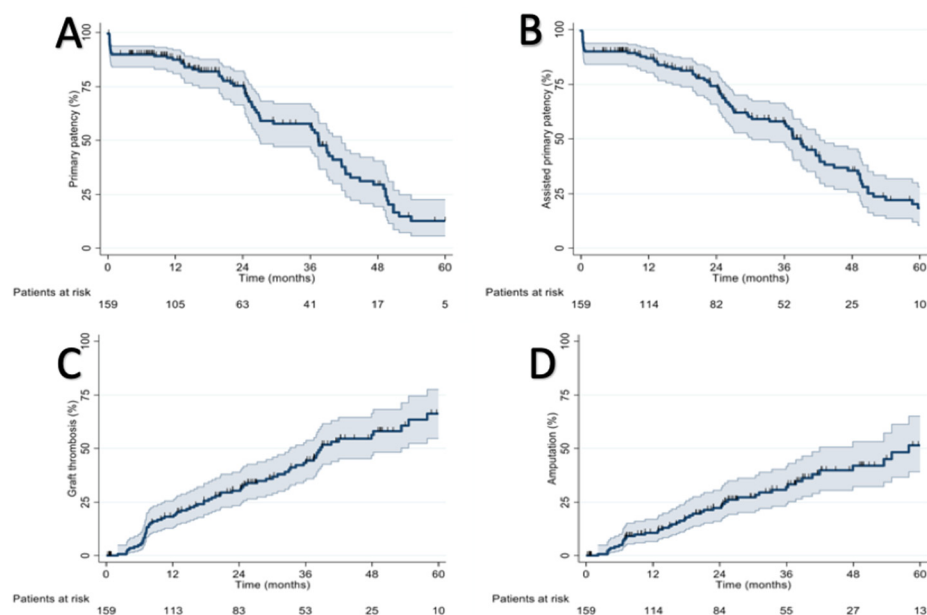 A
Primary patency (%)
100
75
50
25
0
0 12 24 36 48 60
Time (months)
Patients at risk
159 105 63 41 17 5
B
Assisted primary patency (%)
100
75
50
25
0
0 12 24 36 48 60
Time (months)
Patients at risk
159 114 82 52 25 10
C
Graft thrombosis (%)
100
75
50
25
0
0 12 24 36 48 60
Time (months)
Patients at risk
159 113 83 53 25 10
D
Amputation (%)
100
75
50
25
0
0 12 24 36 48 60
Time (months)
Patients at risk
159 114 84 55 27 13